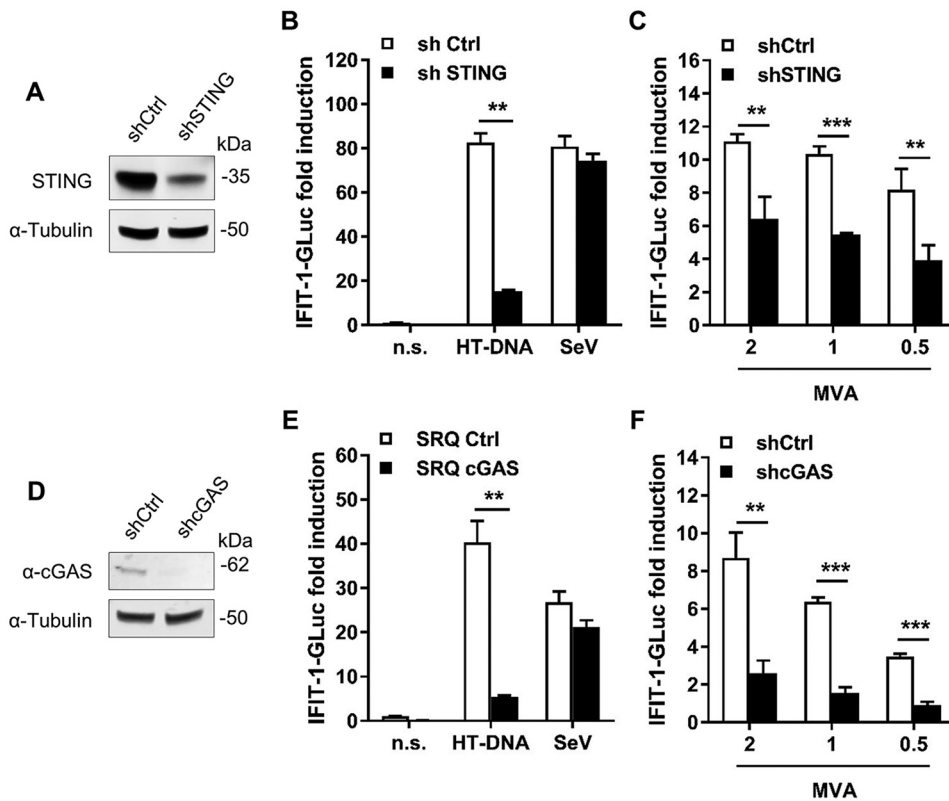 A
shCtrl
shSTING
kDa
STING
-35
α-Tubulin
-50
B
sh Ctrl
sh STING
IFIT-1-GLuc fold induction
120
100
80
60
40
20
0
**
n.s.
HT-DNA
SeV
C
shCtrl
shSTING
IFIT-1-GLuc fold induction
16
14
12
10
8
6
4
2
0
**
***
**
2
1
0.5
MVA
D
shCtrl
shcGAS
kDa
α-cGAS
-62
α-Tubulin
-50
E
SRQ Ctrl
SRQ cGAS
IFIT-1-GLuc fold induction
60
50
40
30
20
10
0
**
n.s.
HT-DNA
SeV
F
shCtrl
shcGAS
IFIT-1-GLuc fold induction
14
12
10
8
6
4
2
0
**
***
***
2
1
0.5
MVA